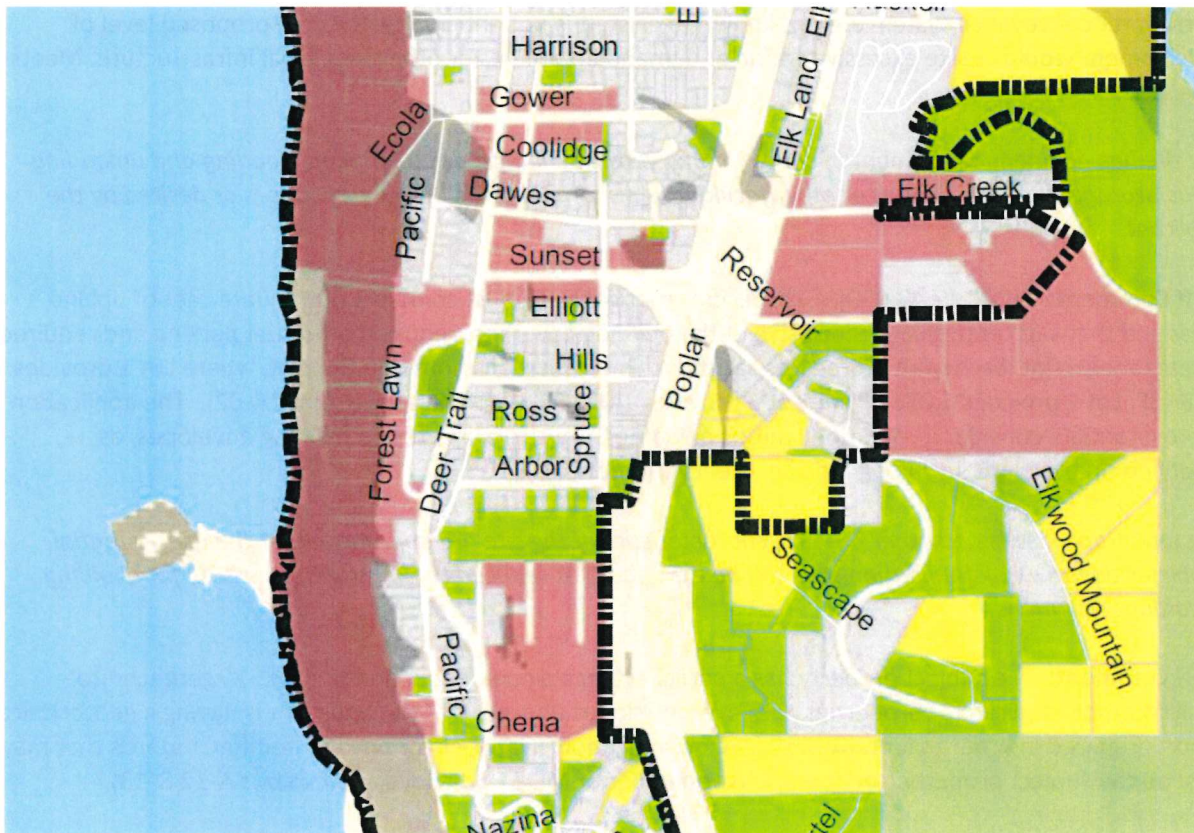 Harrison
Gower
Ecola
Coolidge
Elk Land
Dawes
Elk Creek
Pacific
Sunset
Reservoir
Elliott
Hills
Poplar
Forest Lawn
Deer Trail
Ross
Spruce
Arbor
Elkwood Mountain
Seascape
Pacific
Chena
Nazina